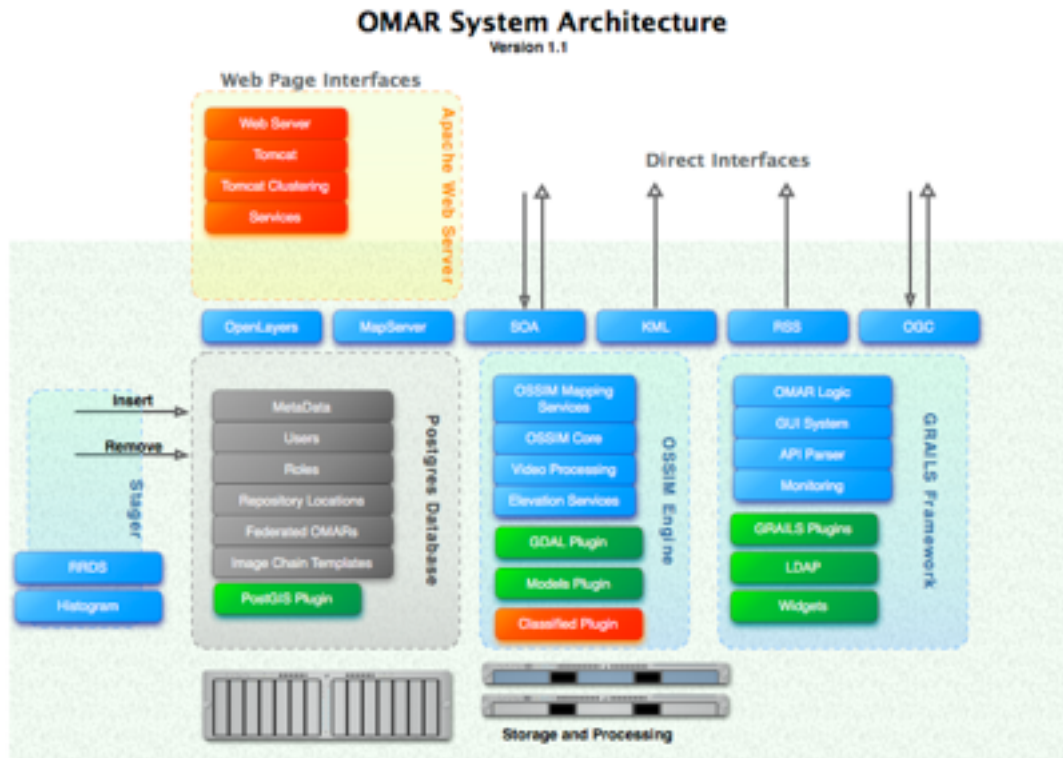 OMAR System Architecture
Version 1.1
Web Page Interfaces
Web Server
Tomcat
Tomcat Clustering
Services
Apache Web Server
Direct Interfaces
OpenLayers
MapServer
SOA
KML
RSS
OGC
Insert
Remove
Stager
RRDS
Histogram
MetaData
Users
Roles
Repository Locations
Federated OMARs
Image Chain Templates
PostGIS Plugin
Postgres Database
OSSIM Mapping
Services
OSSIM Core
Video Processing
Elevation Services
GDAL Plugin
Models Plugin
Classified Plugin
OSSIM Engine
OMAR Logic
GUI System
API Parser
Monitoring
GRAILS Plugins
LDAP
Widgets
GRAILS Framework
Storage and Processing